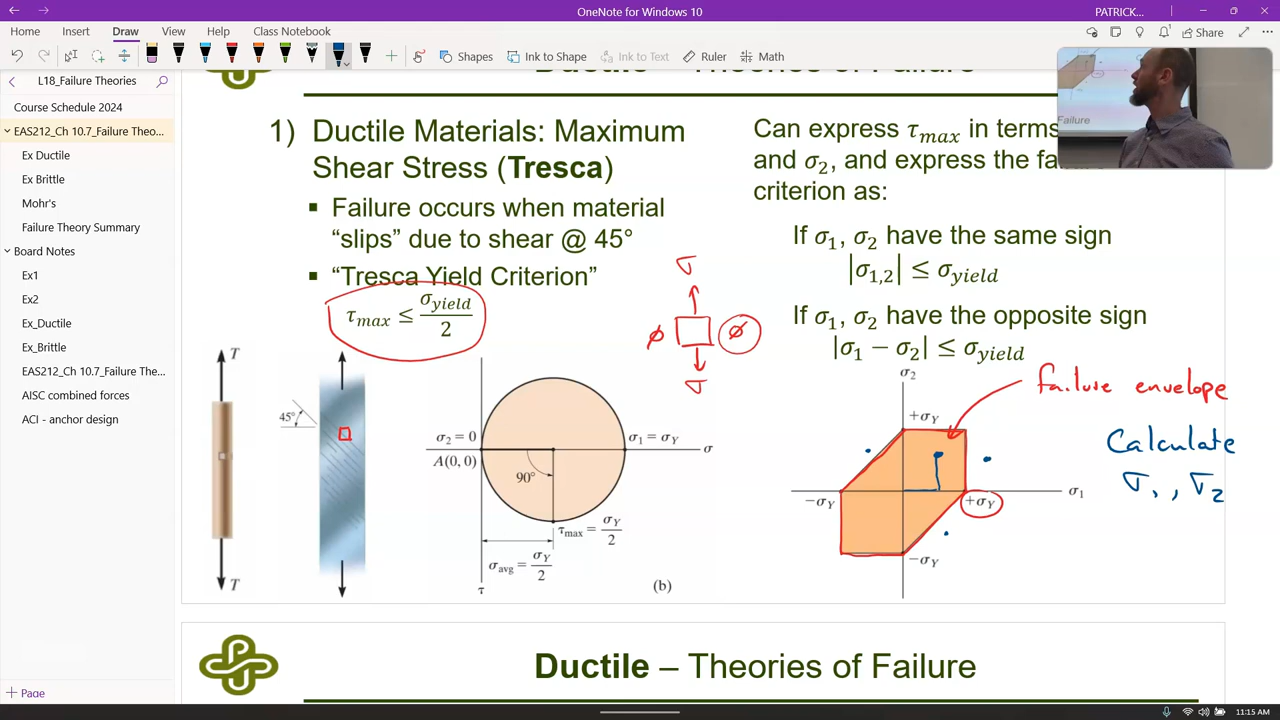 OneNote for Windows 10
PATRICK...
Home
Insert
Draw
View
Help
Class Notebook
Share
Shapes
Ink to Shape
Ink to Text
Ruler
Math
L18_Failure Theories
Course Schedule 2024
EAS212_Ch 10.7_Failure Theo...
Ex Ductile
Ex Brittle
Mohr's
Failure Theory Summary
Board Notes
Ex1
Ex2
Ex_Ductile
Ex_Brittle
EAS212_Ch 10.7_Failure The...
AISC combined forces
ACI - anchor design
Page
1) Ductile Materials: Maximum
Shear Stress (Tresca)
▪ Failure occurs when material
“slips” due to shear @ 45°
▪ “Tresca Yield Criterion”
τmax ≤ σyield/2
T
45°
T
σ
φ
φ
σ
σ2 = 0
A(0, 0)
σ1 = σY
σ
90°
τmax = σY/2
σavg = σY/2
τ
(b)
Can express τmax in terms
and σ2, and express the
criterion as:
If σ1, σ2 have the same sign
|σ1,2| ≤ σyield
If σ1, σ2 have the opposite sign
|σ1 − σ2| ≤ σyield
σ2
+σY
failure envelope
Calculate
σ1, σ2
−σY
+σY
σ1
−σY
Failure
Ductile – Theories of Failure
11:15 AM